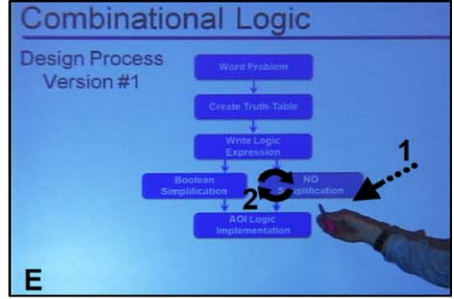 Combinational Logic
Design Process
Version #1
Word Problem
Create Truth-Table
Write Logic
Expression
Boolean
Simplification
NO
1
2
AOI Logic
Implementation
E